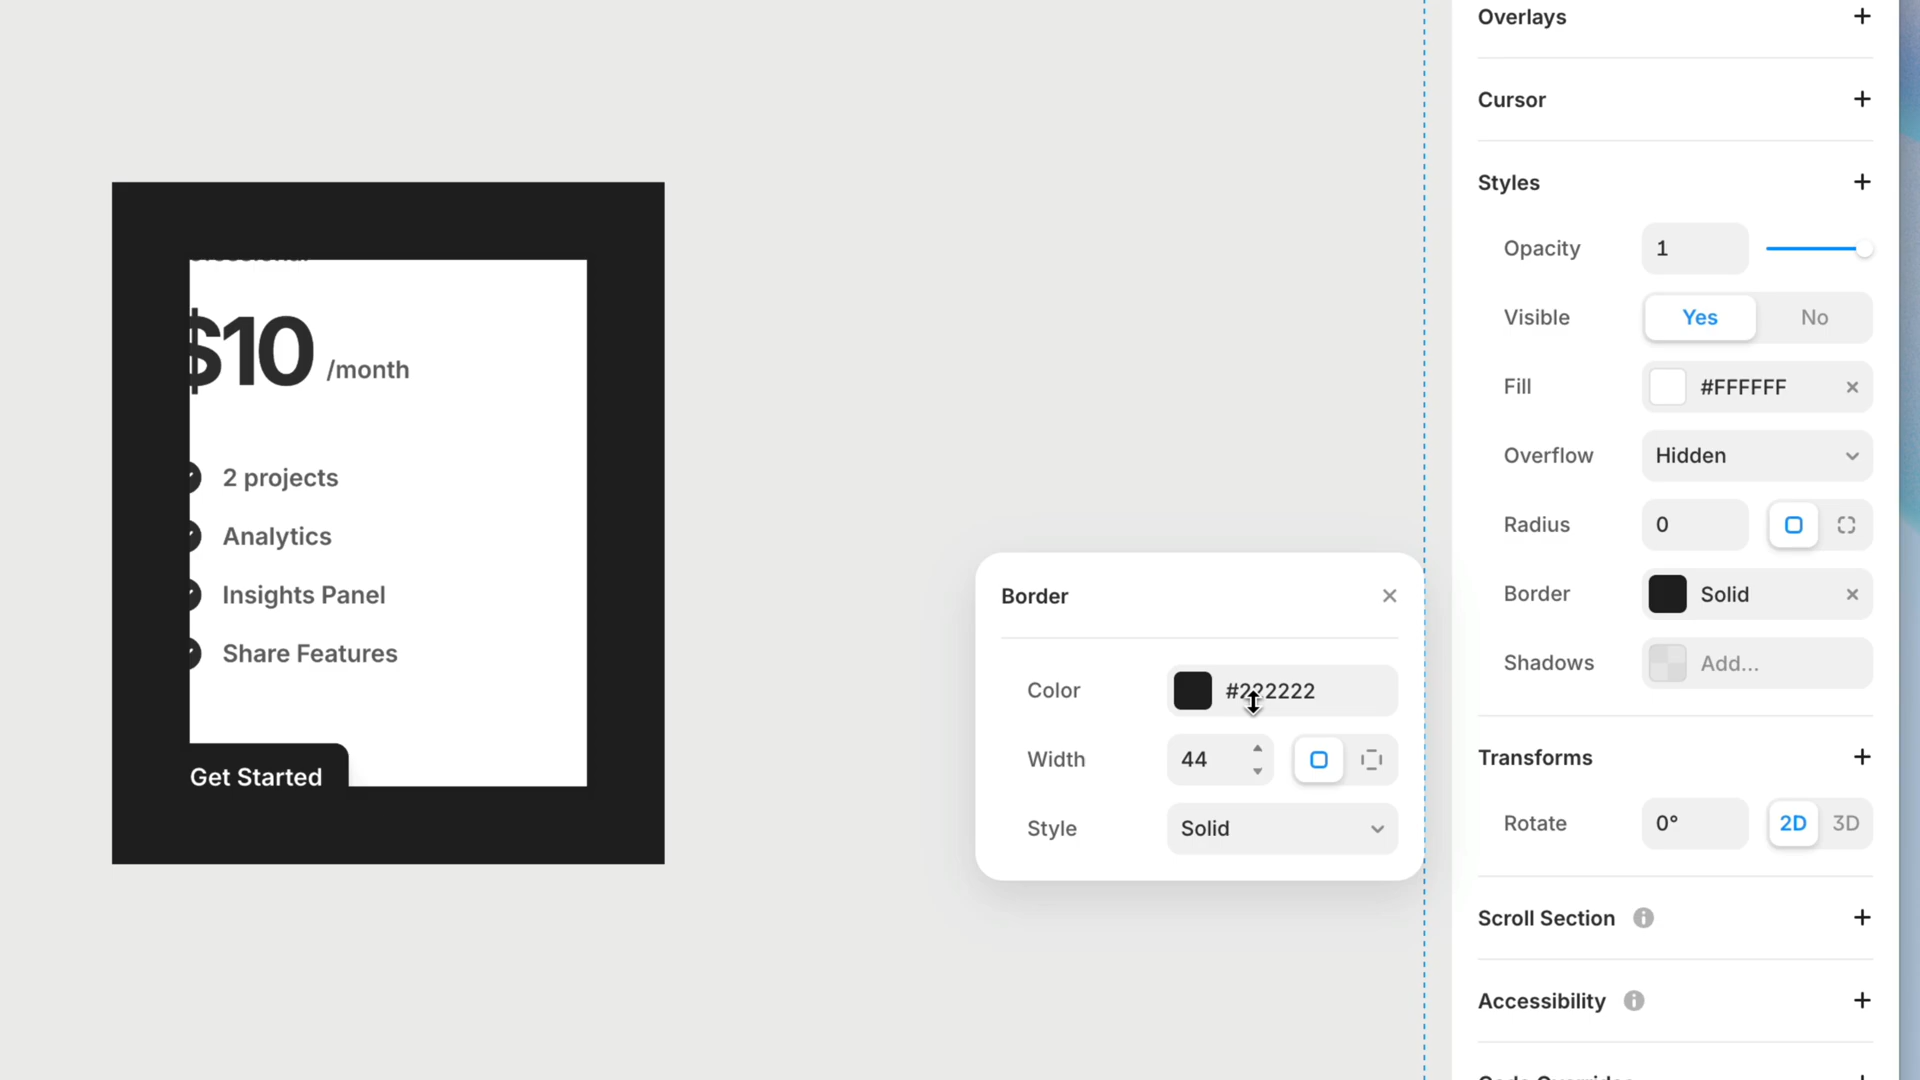 $10 /month
2 projects
Analytics
Insights Panel
Share Features
Get Started
Border
Color #222222
Width 44
Style Solid
Overlays
Cursor
Styles
Opacity 1
Visible Yes No
Fill #FFFFFF
Overflow Hidden
Radius 0
Border Solid
Shadows Add...
Transforms
Rotate 0° 2D 3D
Scroll Section
Accessibility